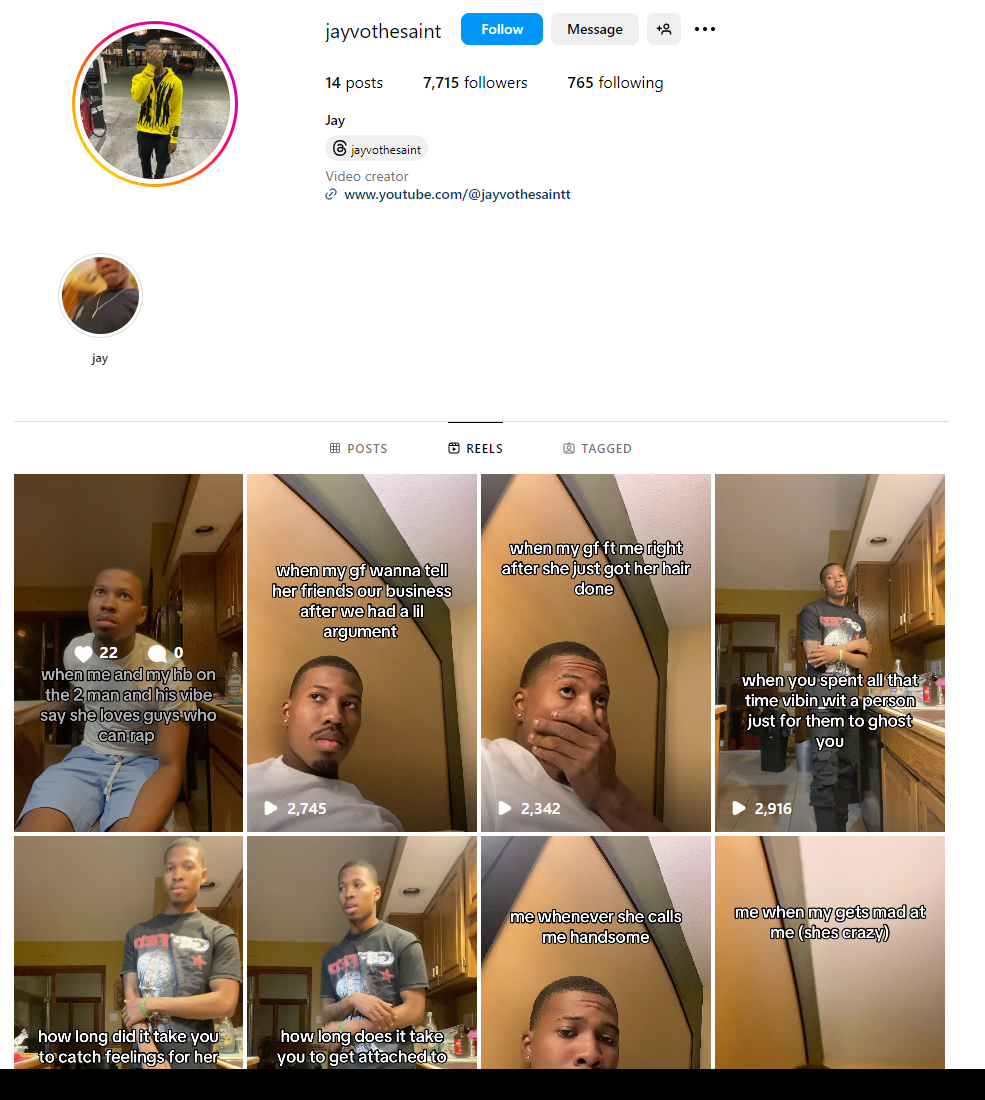 jayvothesaint
Follow
Message
14 posts
7,715 followers
765 following
Jay
jayvothesaint
Video creator
www.youtube.com/@jayvothesaintt
jay
POSTS
REELS
TAGGED
22
0
when me and my hb on
the 2 man and his vibe
say she loves guys who
can rap
when my gf wanna tell
her friends our business
after we had a lil
argument
2,745
when my gf ft me right
after she just got her hair
done
2,342
when you spent all that
time vibin wit a person
just for them to ghost
you
2,916
how long did it take you
to catch feelings for her
how long does it take
you to get attached to
me whenever she calls
me handsome
me when my gets mad at
me (shes crazy)